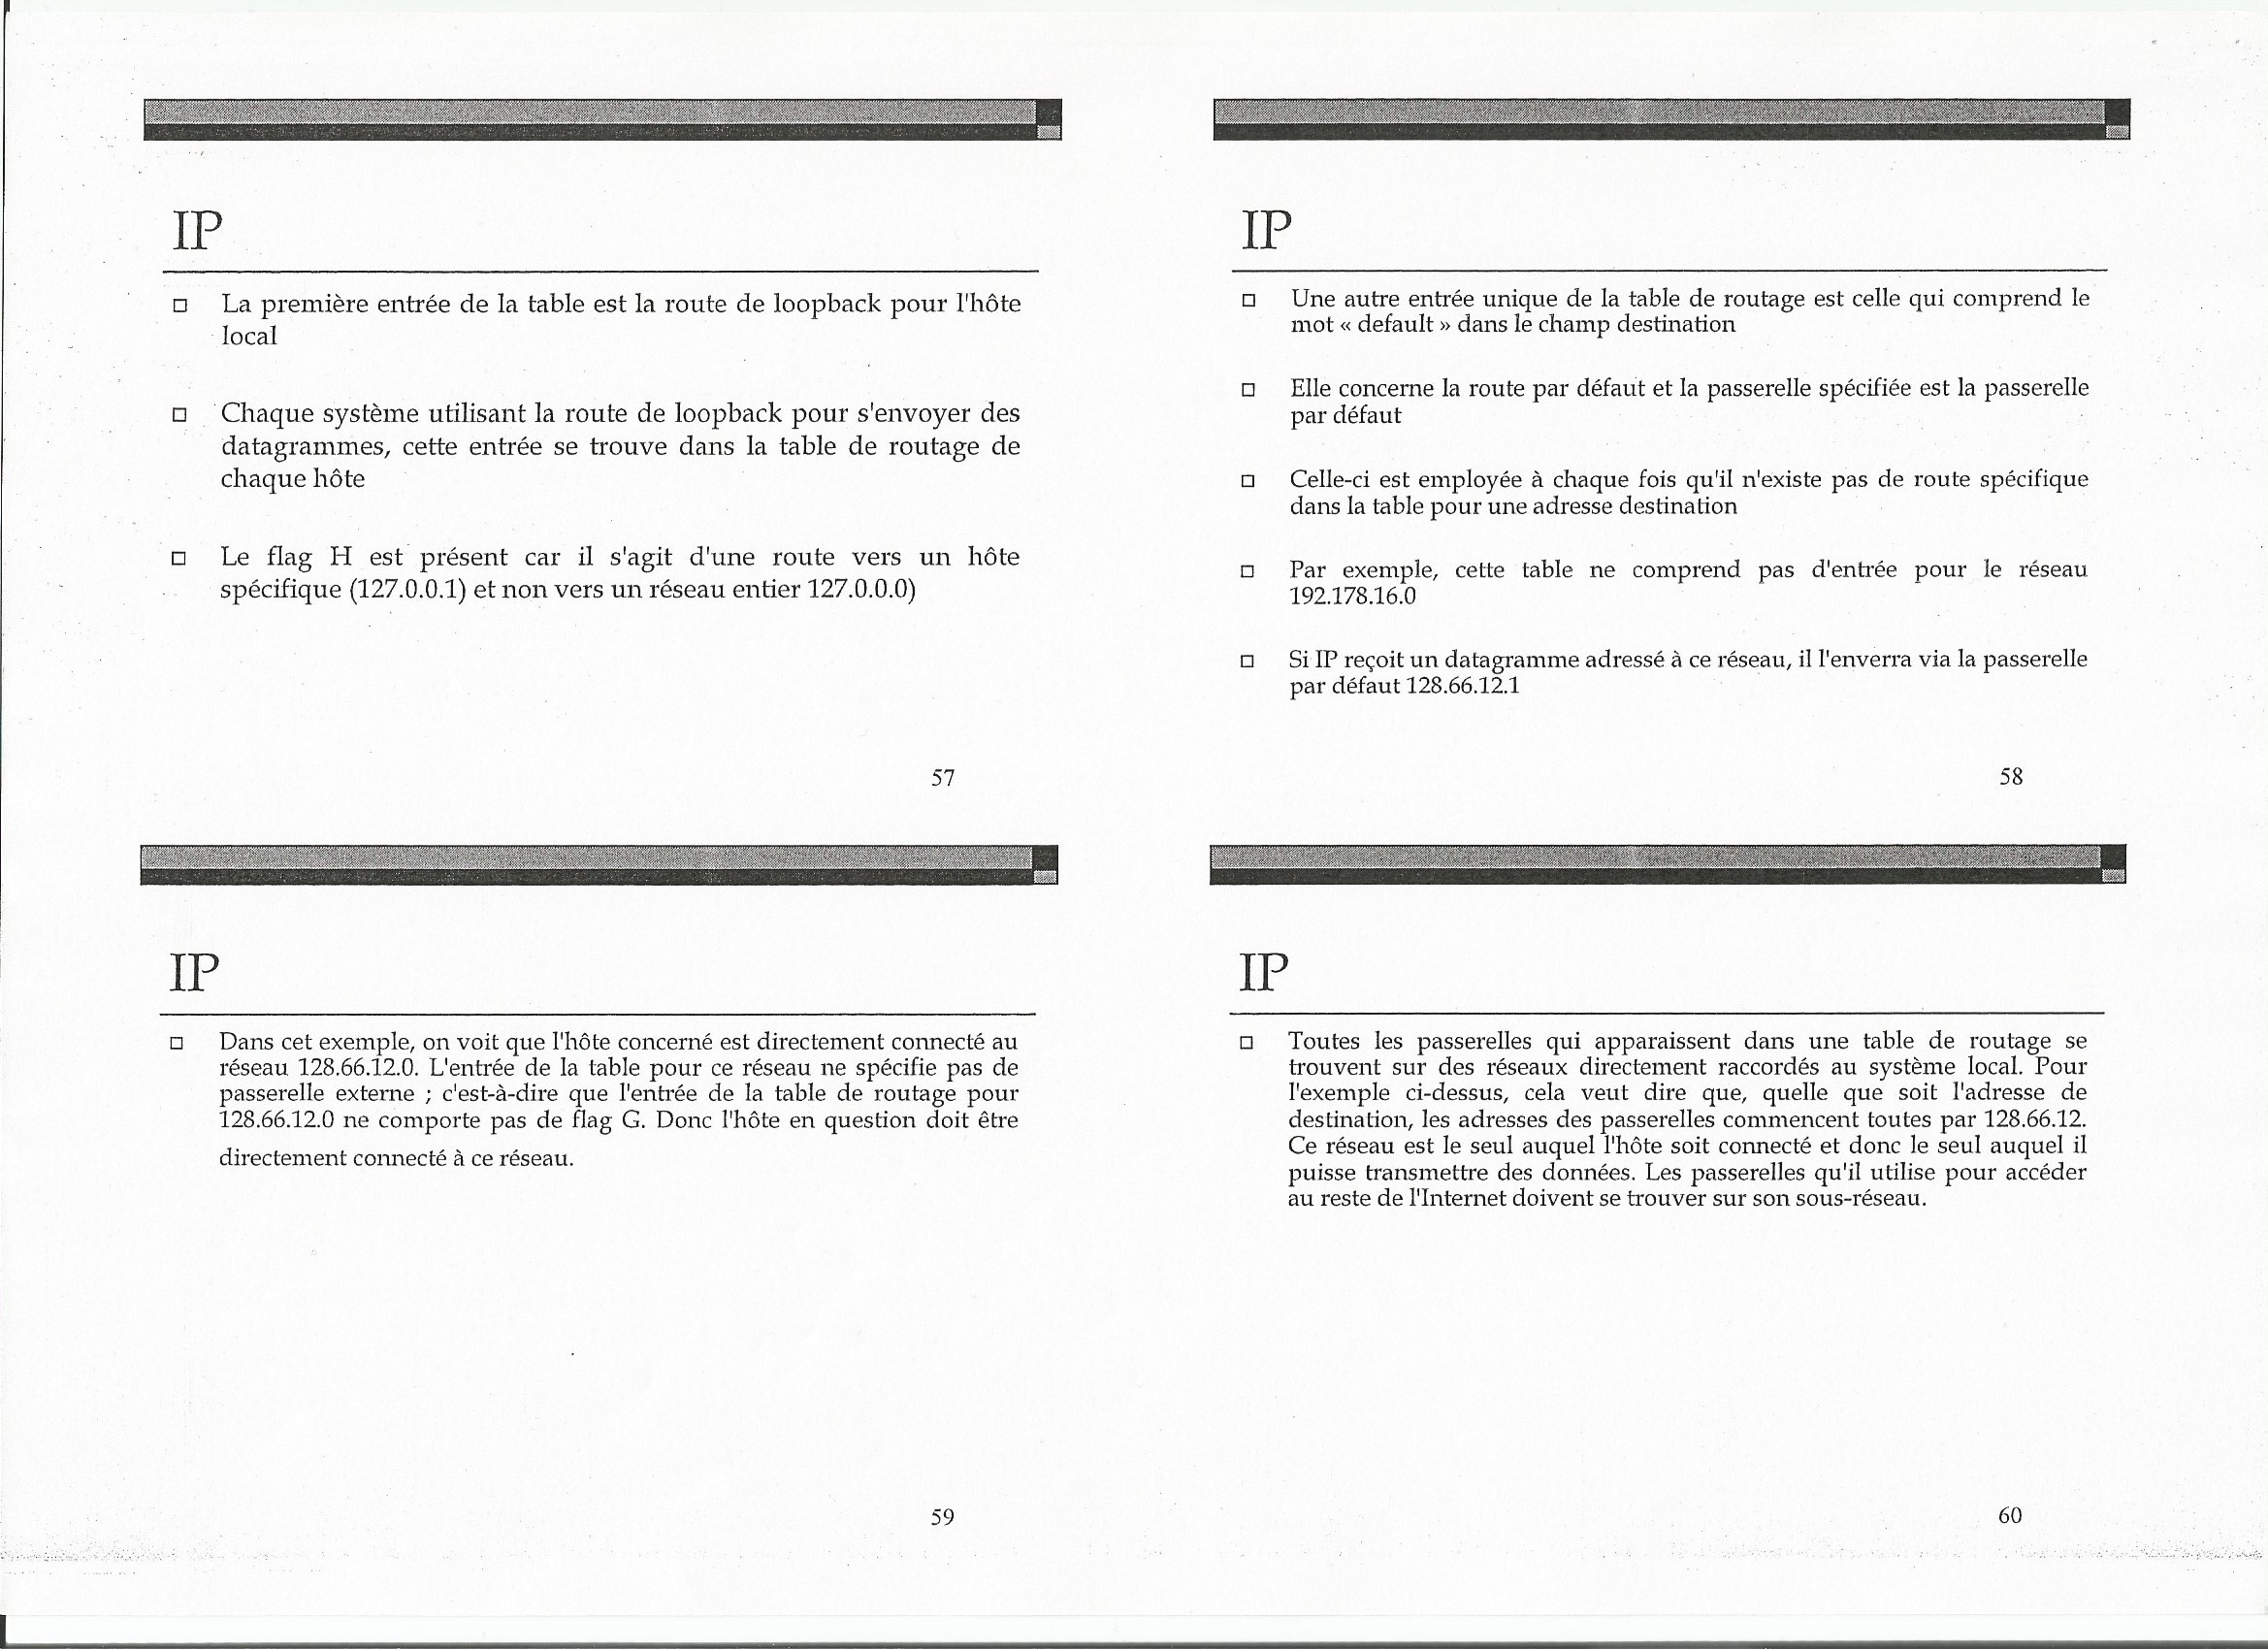 IP
La première entrée de la table est la route de loopback pour l'hôte
local
Chaque système utilisant la route de loopback pour s'envoyer des
datagrammes, cette entrée se trouve dans la table de routage de
chaque hôte
Le flag H est présent car il s'agit d'une route vers un hôte
spécifique (127.0.0.1) et non vers un réseau entier 127.0.0.0)
57
IP
Une autre entrée unique de la table de routage est celle qui comprend le
mot « default » dans le champ destination
Elle concerne la route par défaut et la passerelle spécifiée est la passerelle
par défaut
Celle-ci est employée à chaque fois qu'il n'existe pas de route spécifique
dans la table pour une adresse destination
Par exemple, cette table ne comprend pas d'entrée pour le réseau
192.178.16.0
Si IP reçoit un datagramme adressé à ce réseau, il l'enverra via la passerelle
par défaut 128.66.12.1
58
IP
Dans cet exemple, on voit que l'hôte concerné est directement connecté au
réseau 128.66.12.0. L'entrée de la table pour ce réseau ne spécifie pas de
passerelle externe ; c'est-à-dire que l'entrée de la table de routage pour
128.66.12.0 ne comporte pas de flag G. Donc l'hôte en question doit être
directement connecté à ce réseau.
59
IP
Toutes les passerelles qui apparaissent dans une table de routage se
trouvent sur des réseaux directement raccordés au système local. Pour
l'exemple ci-dessus, cela veut dire que, quelle que soit l'adresse de
destination, les adresses des passerelles commencent toutes par 128.66.12.
Ce réseau est le seul auquel l'hôte soit connecté et donc le seul auquel il
puisse transmettre des données. Les passerelles qu'il utilise pour accéder
au reste de l'Internet doivent se trouver sur son sous-réseau.
60